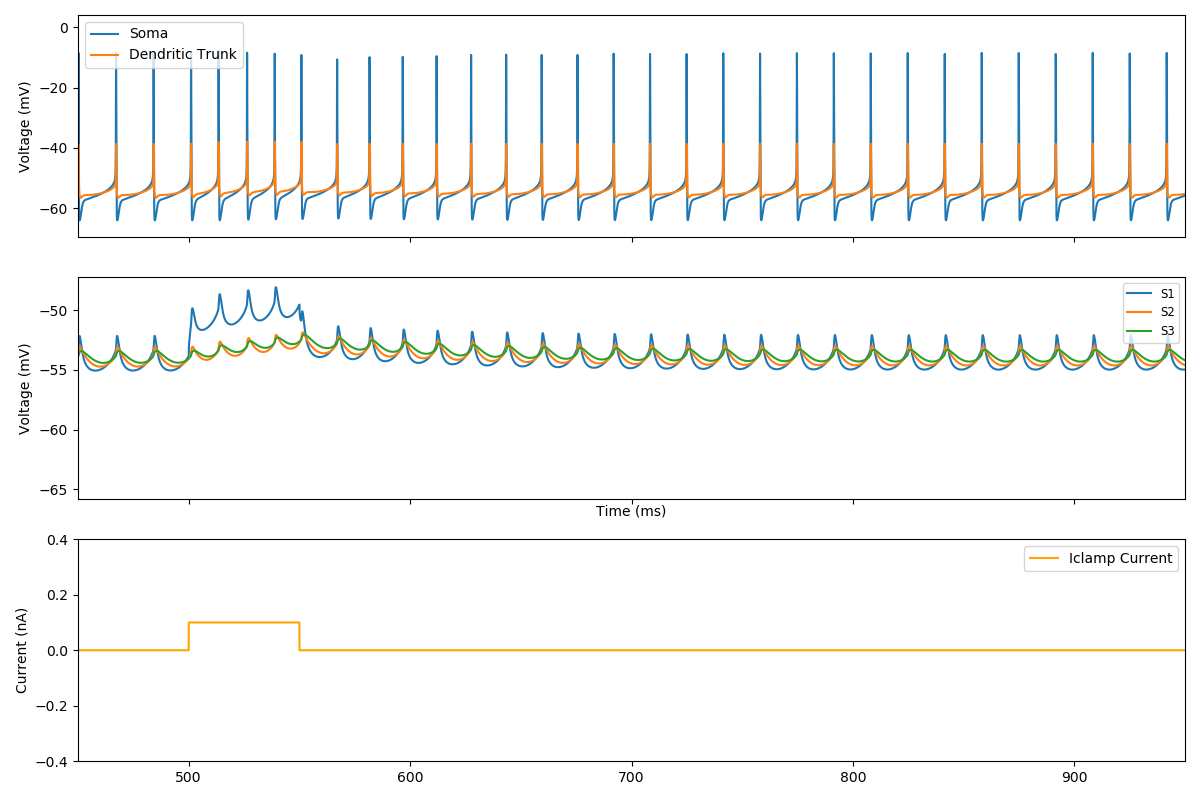 0
−20
−40
−60
Voltage (mV)
Soma
Dendritic Trunk
−50
−55
−60
−65
Voltage (mV)
S1
S2
S3
Time (ms)
0.4
0.2
0.0
−0.2
−0.4
Current (nA)
Iclamp Current
500
600
700
800
900